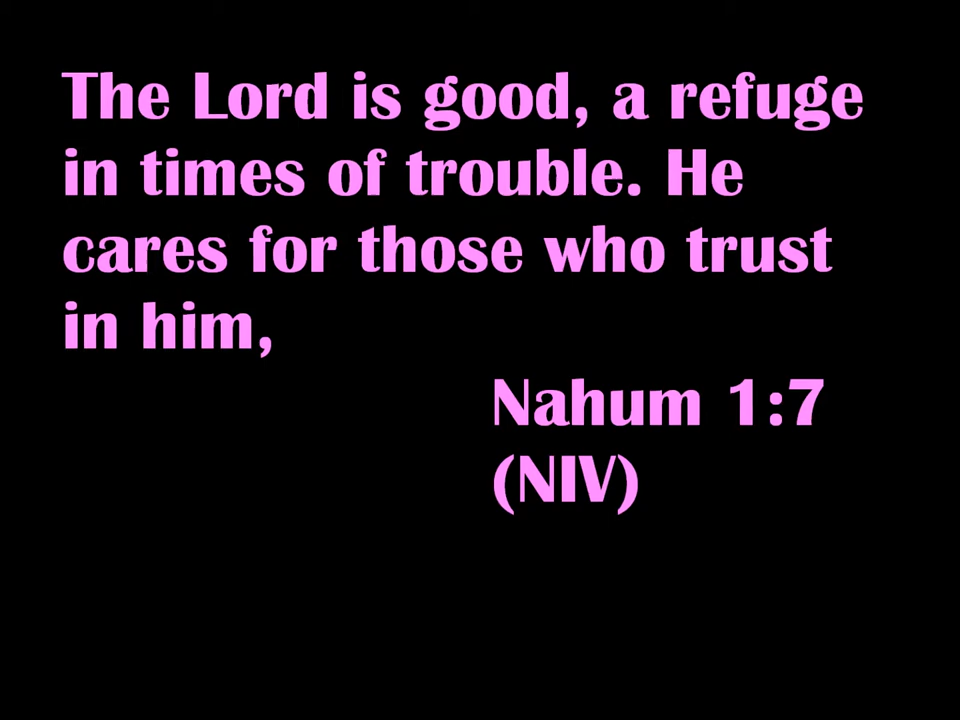 The Lord is good, a refuge
in times of trouble. He
cares for those who trust
in him,
Nahum 1:7
(NIV)